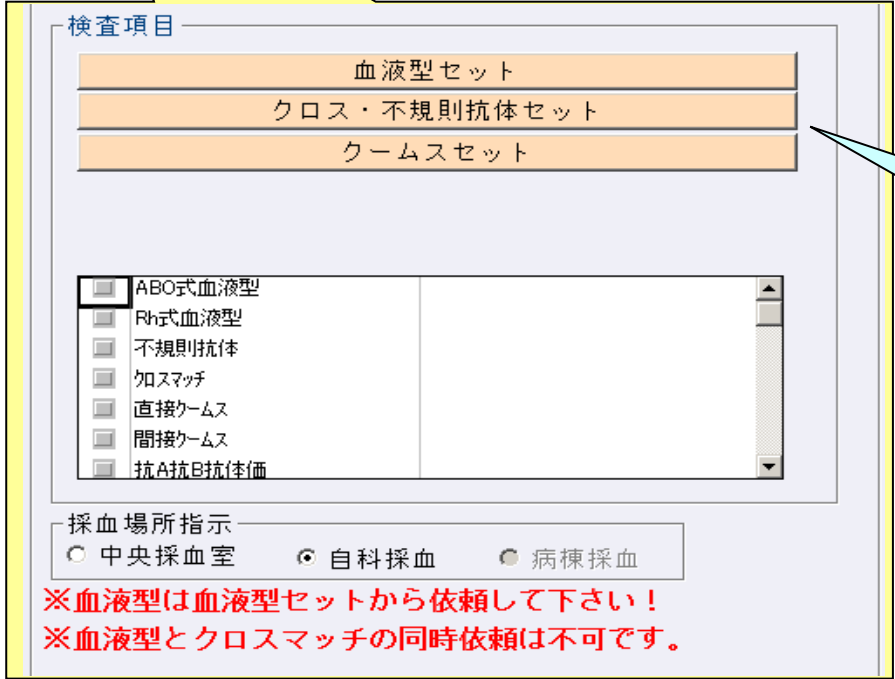 検査項目
血液型セット
クロス・不規則抗体セット
クームスセット
ABO式血液型
Rh式血液型
不規則抗体
ｸﾛｽﾏｯﾁ
直接ｸｰﾑｽ
間接ｸｰﾑｽ
抗A抗B抗体価
採血場所指示
中央採血室 自科採血 病棟採血
※血液型は血液型セットから依頼して下さい！
※血液型とクロスマッチの同時依頼は不可です。